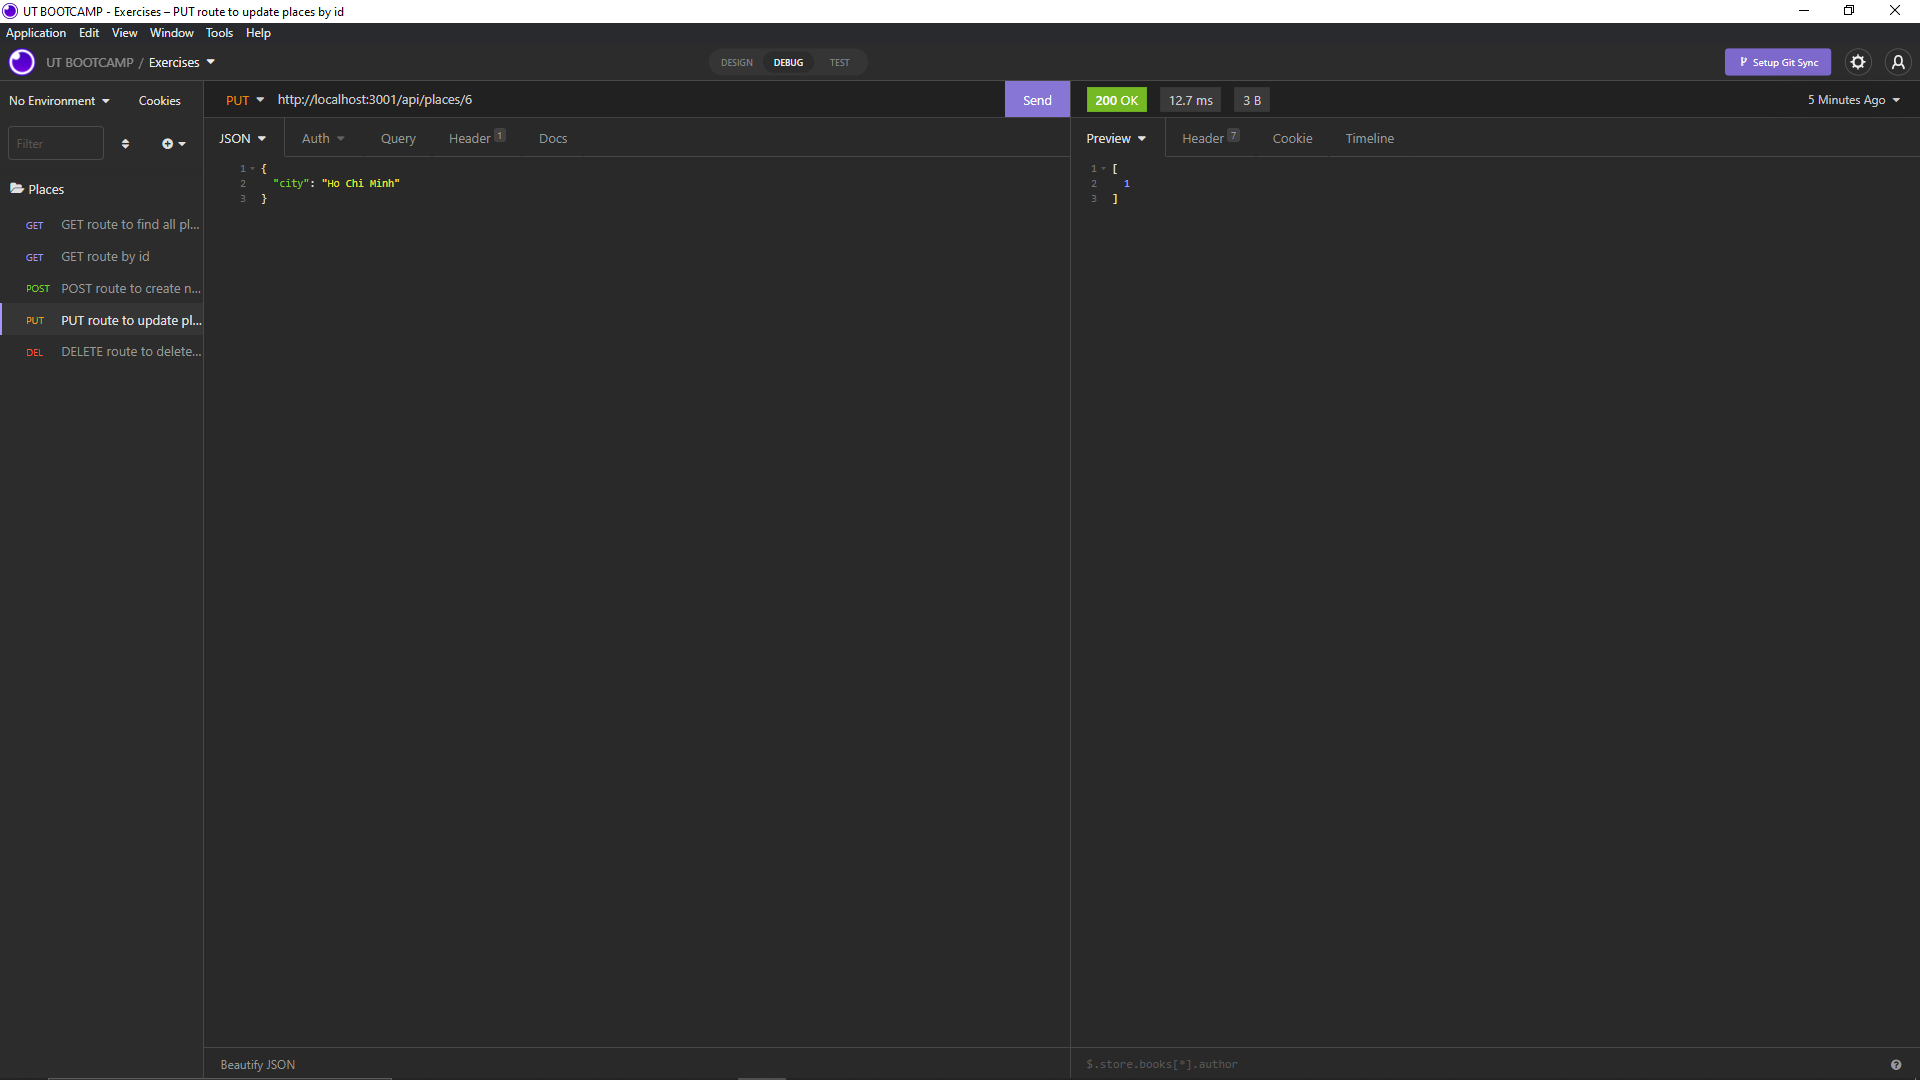 UT BOOTCAMP - Exercises – PUT route to update places by id
Application Edit View Window Tools Help
UT BOOTCAMP / Exercises
DESIGN DEBUG TEST
Setup Git Sync
No Environment Cookies
PUT http://localhost:3001/api/places/6 Send
200 OK 12.7 ms 3 B 5 Minutes Ago
Filter
JSON Auth Query Header 1 Docs
Preview Header 7 Cookie Timeline
1 {
2 "city": "Ho Chi Minh"
3 }
1 [
2 1
3 ]
Places
GET GET route to find all pl...
GET GET route by id
POST POST route to create n...
PUT PUT route to update pl...
DEL DELETE route to delete...
Beautify JSON
$.store.books[*].author